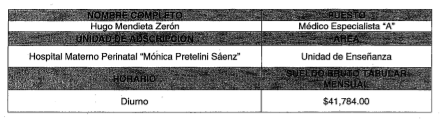 NOMBRE COMPLETO PUESTO
Hugo Mendieta Zerón Médico Especialista "A"
UNIDAD DE ADSCRIPCIÓN ÁREA
Hospital Materno Perinatal "Mónica Pretelini Sáenz" Unidad de Enseñanza
HORARIO SUELDO BRUTO TABULAR MENSUAL
Diurno $41,784.00